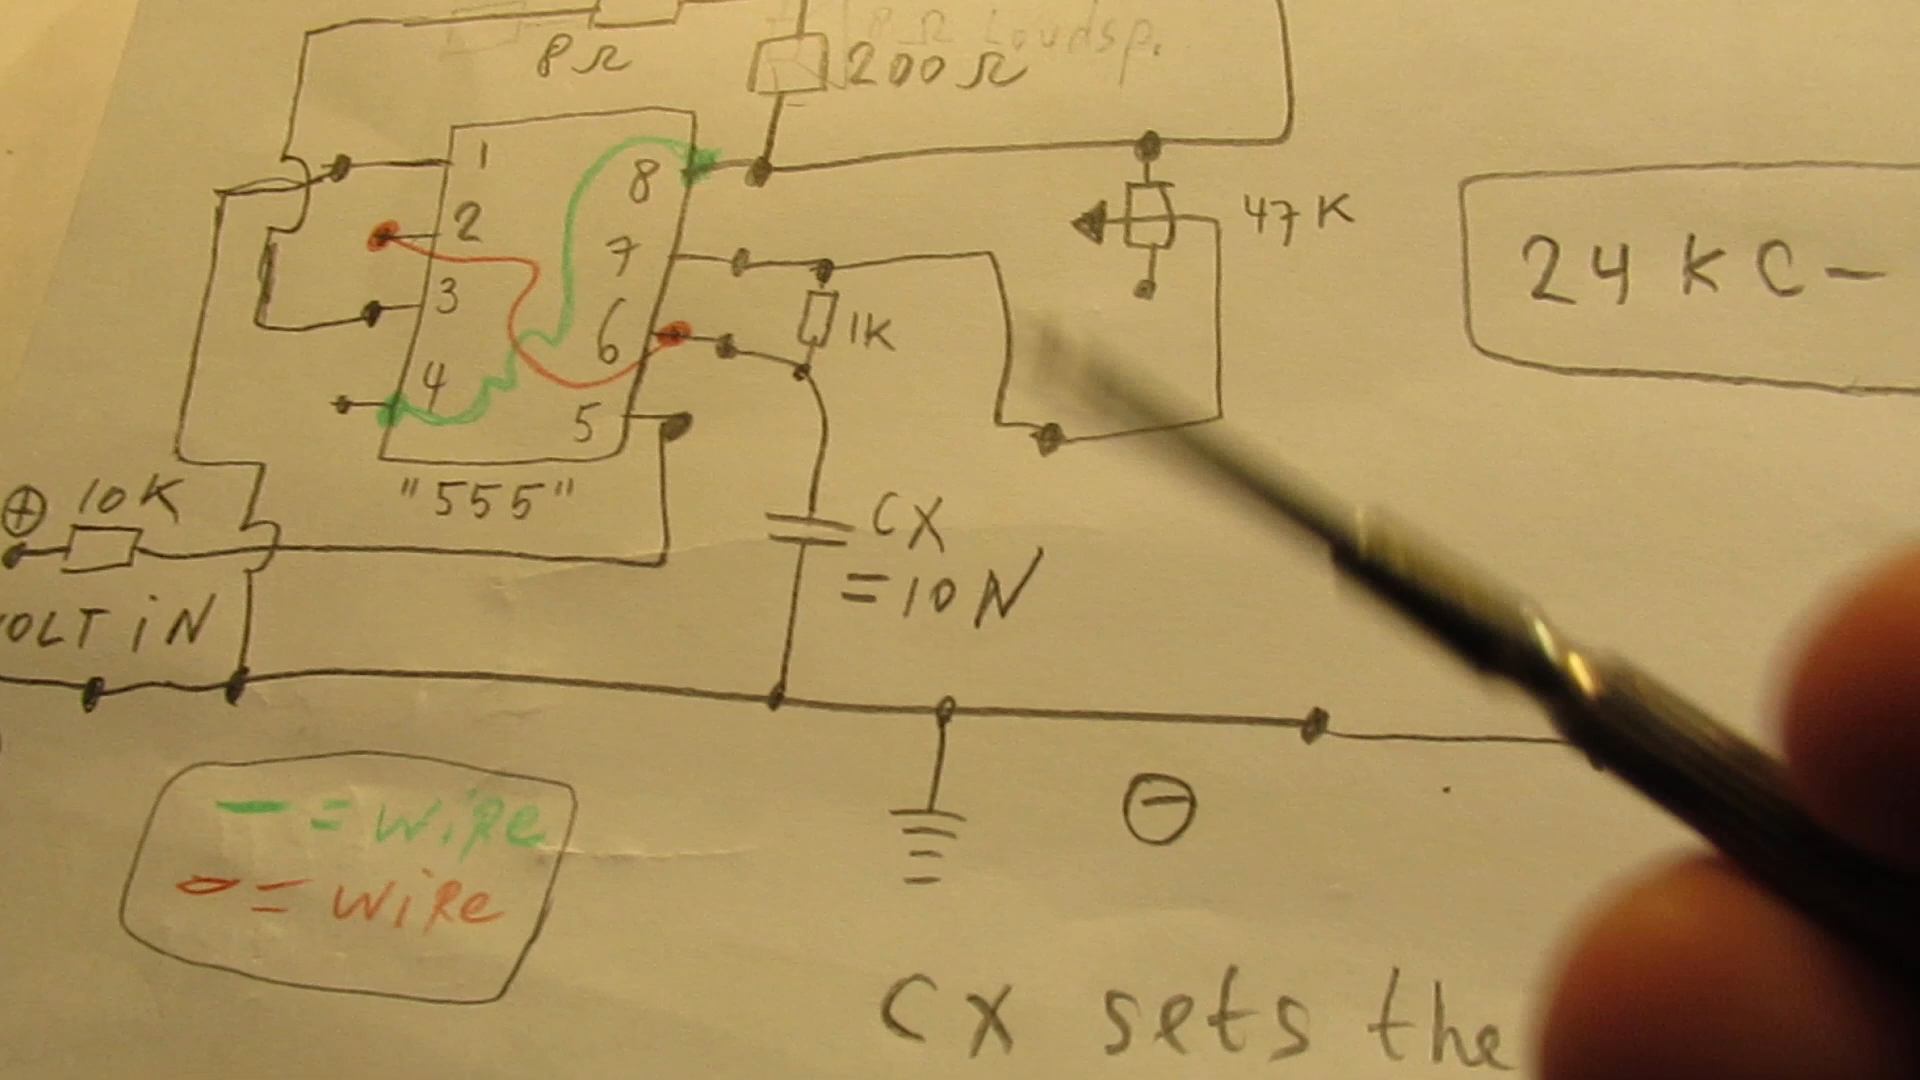 8Ω
8 Ω Loudsp.
200Ω
1
8
2
7
47K
3
6
1K
4
5
24 KC-
"555"
10K
CX
=10N
OLT iN
- = wire
= wire
CX sets the